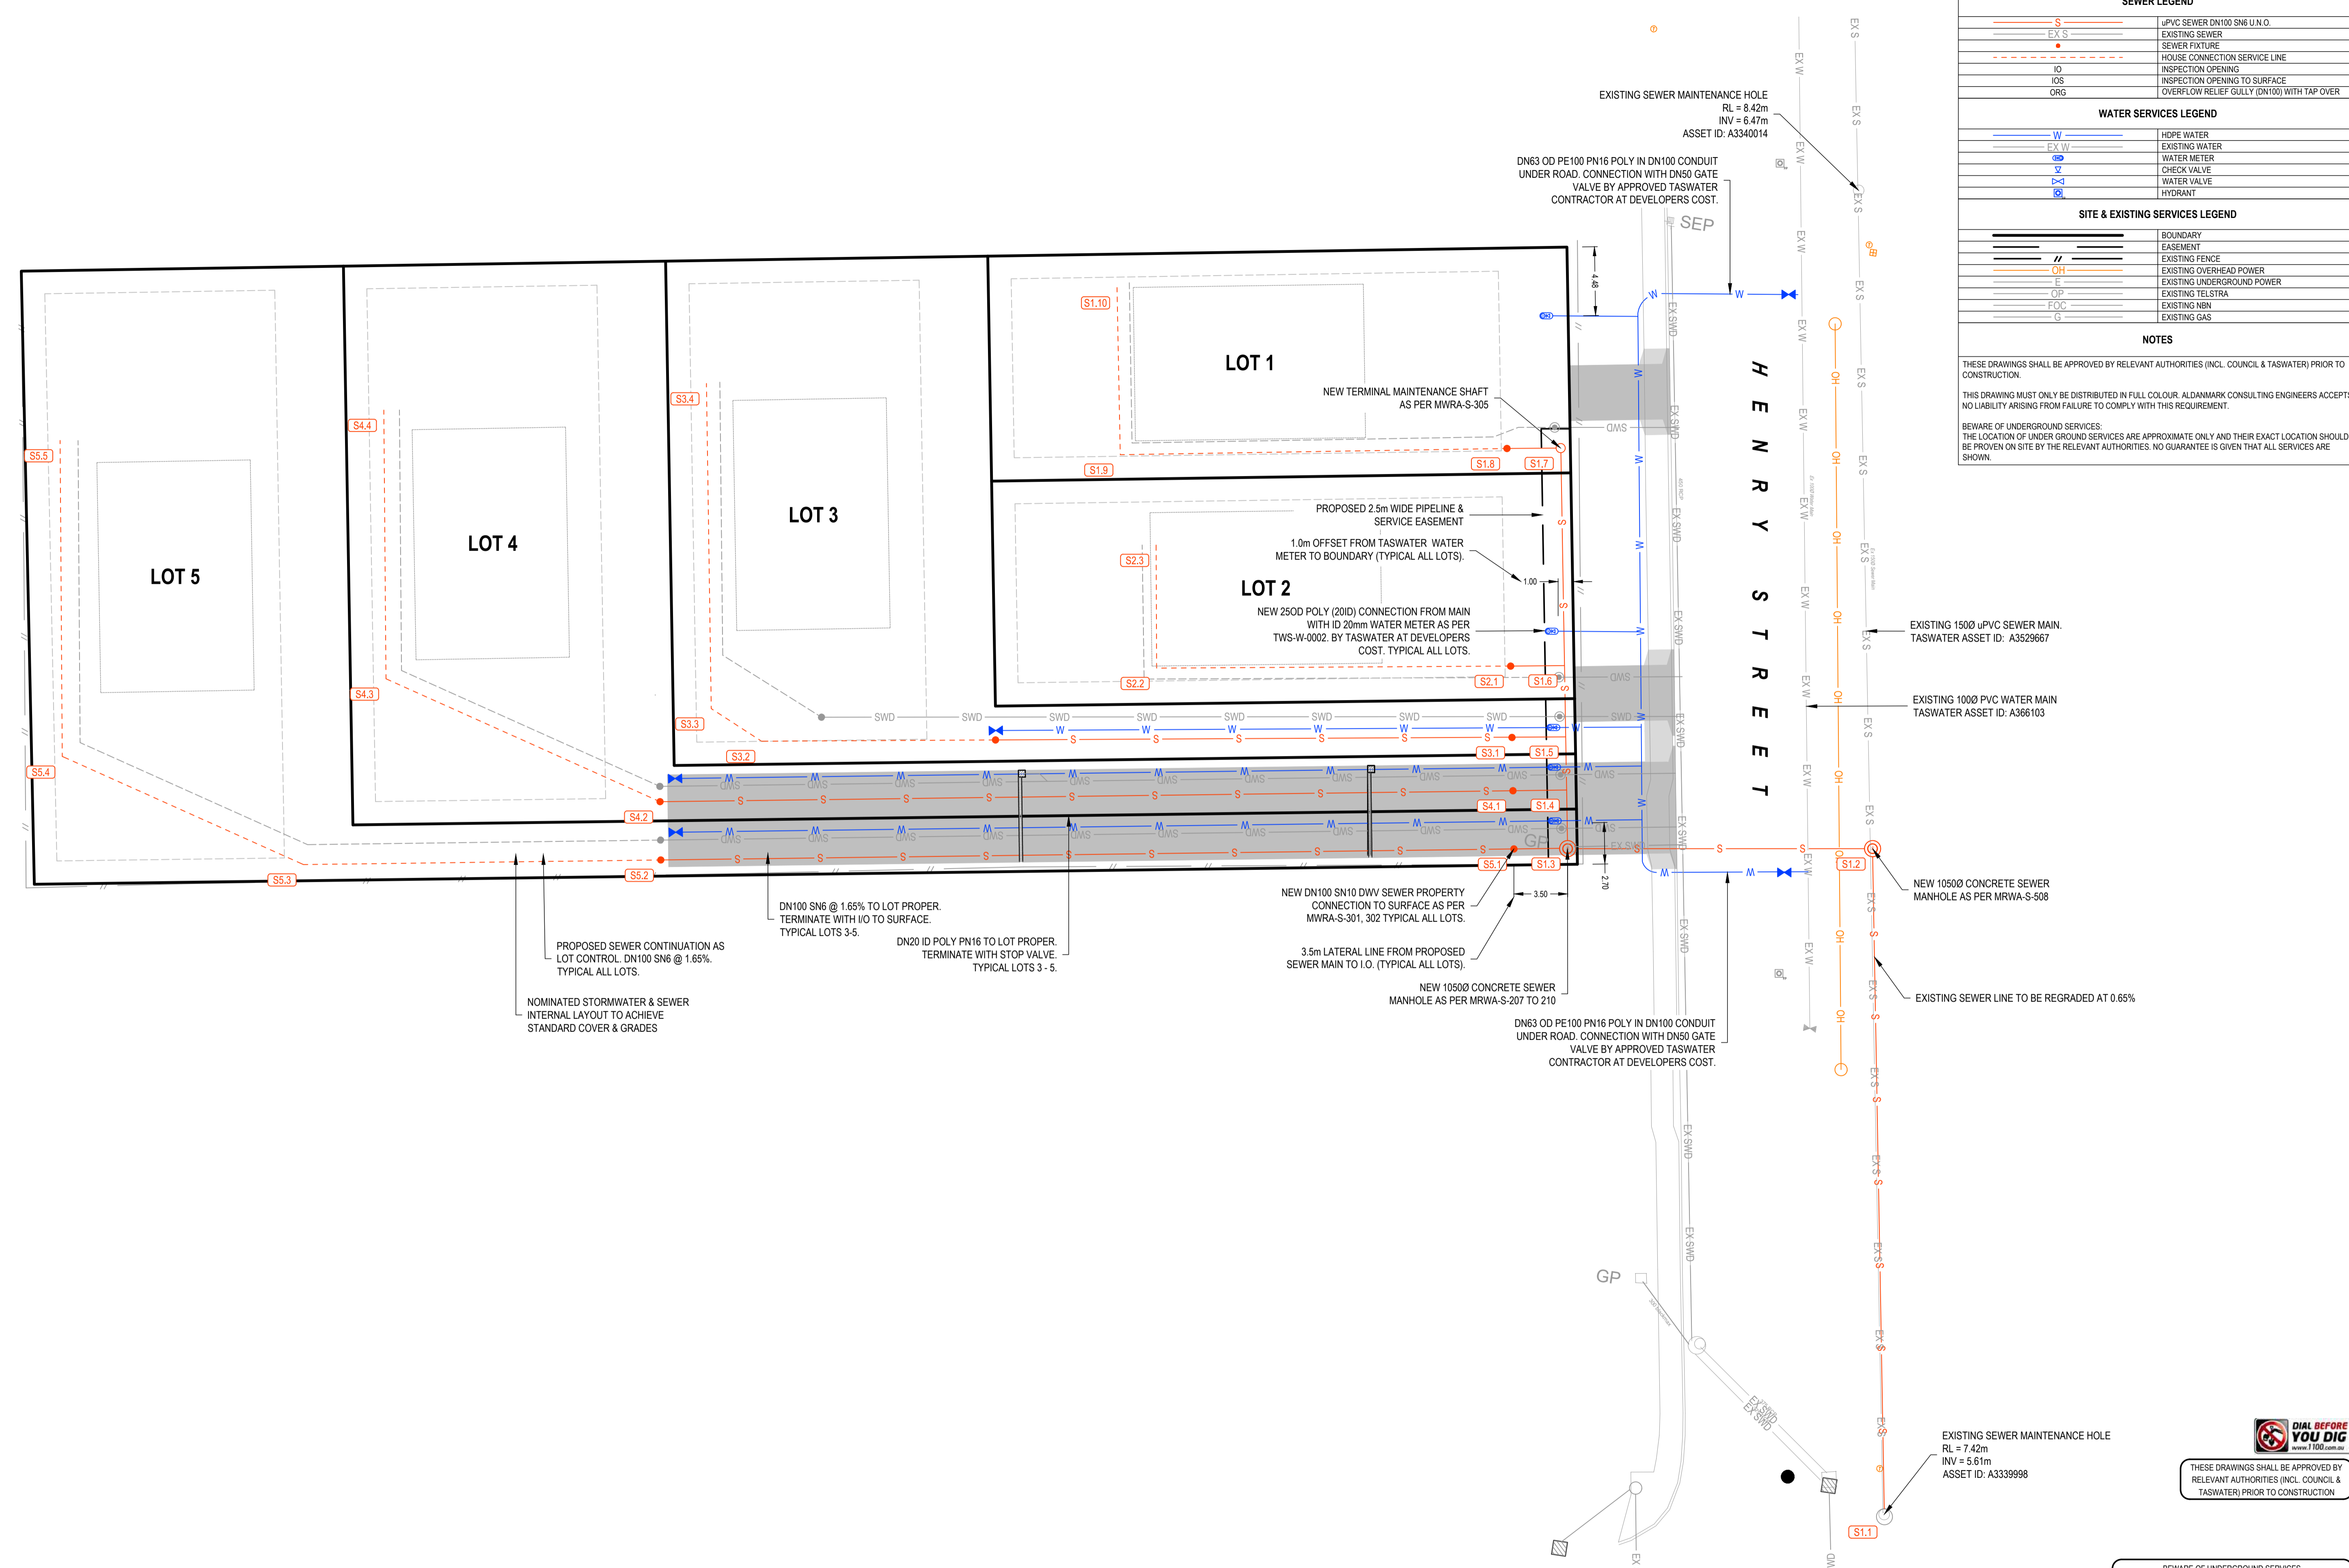 SEWER LEGEND
S uPVC SEWER DN100 SN6 U.N.O.
EX S EXISTING SEWER
SEWER FIXTURE
HOUSE CONNECTION SERVICE LINE
IO INSPECTION OPENING
IOS INSPECTION OPENING TO SURFACE
ORG OVERFLOW RELIEF GULLY (DN100) WITH TAP OVER
WATER SERVICES LEGEND
W HDPE WATER
EX W EXISTING WATER
WATER METER
CHECK VALVE
WATER VALVE
HYDRANT
SITE & EXISTING SERVICES LEGEND
BOUNDARY
EASEMENT
// EXISTING FENCE
OH EXISTING OVERHEAD POWER
E EXISTING UNDERGROUND POWER
OP EXISTING TELSTRA
FOC EXISTING NBN
G EXISTING GAS
NOTES
THESE DRAWINGS SHALL BE APPROVED BY RELEVANT AUTHORITIES (INCL. COUNCIL & TASWATER) PRIOR TO
CONSTRUCTION.
THIS DRAWING MUST ONLY BE DISTRIBUTED IN FULL COLOUR. ALDANMARK CONSULTING ENGINEERS ACCEPTS
NO LIABILITY ARISING FROM FAILURE TO COMPLY WITH THIS REQUIREMENT.
BEWARE OF UNDERGROUND SERVICES:
THE LOCATION OF UNDER GROUND SERVICES ARE APPROXIMATE ONLY AND THEIR EXACT LOCATION SHOULD
BE PROVEN ON SITE BY THE RELEVANT AUTHORITIES. NO GUARANTEE IS GIVEN THAT ALL SERVICES ARE
SHOWN.
EXISTING SEWER MAINTENANCE HOLE
RL = 8.42m
INV = 6.47m
ASSET ID: A3340014
DN63 OD PE100 PN16 POLY IN DN100 CONDUIT
UNDER ROAD. CONNECTION WITH DN50 GATE
VALVE BY APPROVED TASWATER
CONTRACTOR AT DEVELOPERS COST.
SEP
4.48
LOT 1
LOT 2
LOT 3
LOT 4
LOT 5
S1.10
S1.9
S1.8
S1.7
S3.4
S4.4
S5.5
NEW TERMINAL MAINTENANCE SHAFT
AS PER MWRA-S-305
PROPOSED 2.5m WIDE PIPELINE &
SERVICE EASEMENT
1.0m OFFSET FROM TASWATER WATER
METER TO BOUNDARY (TYPICAL ALL LOTS).
1.00
NEW 25OD POLY (20ID) CONNECTION FROM MAIN
WITH ID 20mm WATER METER AS PER
TWS-W-0002. BY TASWATER AT DEVELOPERS
COST. TYPICAL ALL LOTS.
S2.3
S2.2
S2.1
S1.6
S4.3
S3.3
S3.2
S3.1
S1.5
S5.4
S4.2
S4.1
S1.4
S5.3
S5.2
S5.1
S1.3
S1.2
GP
2.70
3.50
HENRY STREET
EXISTING 150Ø uPVC SEWER MAIN.
TASWATER ASSET ID: A3529667
EXISTING 100Ø PVC WATER MAIN
TASWATER ASSET ID: A366103
NEW 1050Ø CONCRETE SEWER
MANHOLE AS PER MRWA-S-508
EXISTING SEWER LINE TO BE REGRADED AT 0.65%
NEW DN100 SN10 DWV SEWER PROPERTY
CONNECTION TO SURFACE AS PER
MWRA-S-301, 302 TYPICAL ALL LOTS.
3.5m LATERAL LINE FROM PROPOSED
SEWER MAIN TO I.O. (TYPICAL ALL LOTS).
NEW 1050Ø CONCRETE SEWER
MANHOLE AS PER MRWA-S-207 TO 210
DN63 OD PE100 PN16 POLY IN DN100 CONDUIT
UNDER ROAD. CONNECTION WITH DN50 GATE
VALVE BY APPROVED TASWATER
CONTRACTOR AT DEVELOPERS COST.
DN100 SN6 @ 1.65% TO LOT PROPER.
TERMINATE WITH I/O TO SURFACE.
TYPICAL LOTS 3-5.
DN20 ID POLY PN16 TO LOT PROPER.
TERMINATE WITH STOP VALVE.
TYPICAL LOTS 3 - 5.
PROPOSED SEWER CONTINUATION AS
LOT CONTROL. DN100 SN6 @ 1.65%.
TYPICAL ALL LOTS.
NOMINATED STORMWATER & SEWER
INTERNAL LAYOUT TO ACHIEVE
STANDARD COVER & GRADES
GP
EXISTING SEWER MAINTENANCE HOLE
RL = 7.42m
INV = 5.61m
ASSET ID: A3339998
S1.1
DIAL BEFORE
YOU DIG
www.1100.com.au
THESE DRAWINGS SHALL BE APPROVED BY
RELEVANT AUTHORITIES (INCL. COUNCIL &
TASWATER) PRIOR TO CONSTRUCTION
BEWARE OF UNDERGROUND SERVICES